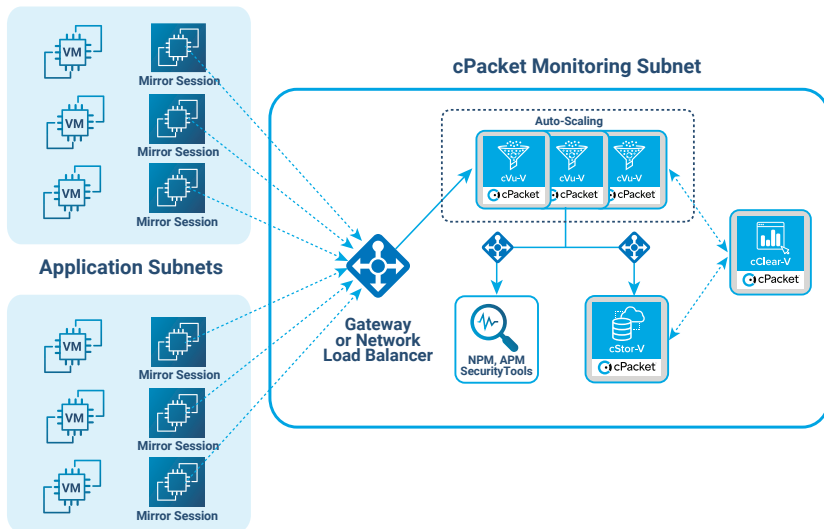 VM
Mirror Session
VM
Mirror Session
VM
Mirror Session
Application Subnets
VM
Mirror Session
VM
Mirror Session
VM
Mirror Session
cPacket Monitoring Subnet
Auto-Scaling
cVu-V
cPacket
cVu-V
cPacket
cVu-V
cPacket
Gateway
or Network
Load Balancer
NPM, APM
SecurityTools
cStor-V
cPacket
cClear-V
cPacket